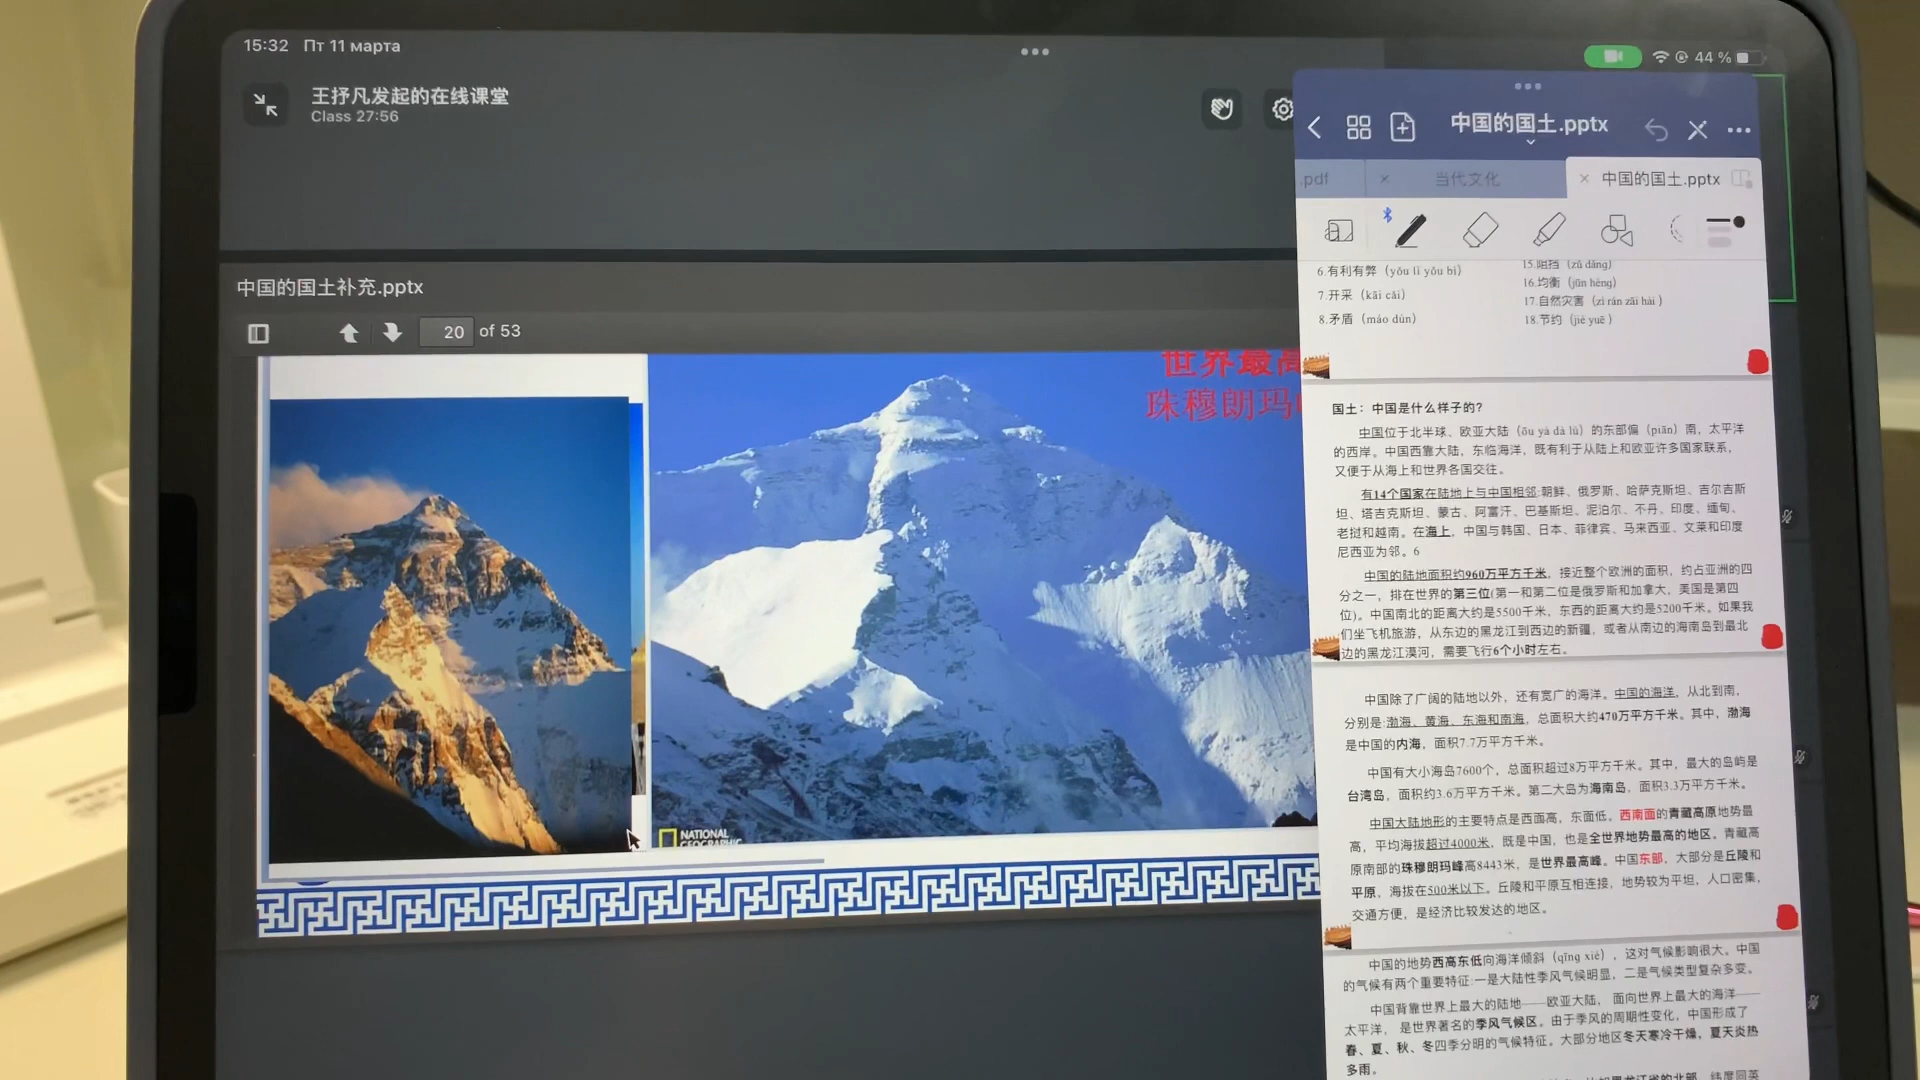 15:32 Пт 11 марта
44 %
王抒凡发起的在线课堂
Class 27:56
中国的国土补充.pptx
20 of 53
世界最高
珠穆朗玛
NATIONAL
GEOGRAPHIC
中国的国土.pptx
.pdf
当代文化
中国的国土.pptx
6.有利有弊（yǒu lì yǒu bì）
7.开采（kāi cǎi）
8.矛盾（máo dùn）
15.阻挡（zǔ dǎng）
16.均衡（jūn héng）
17.自然灾害（zì rán zāi hài ）
18.节约（jié yuē ）
国土：中国是什么样子的?
中国位于北半球、欧亚大陆（ōu yà dà lù）的东部偏（piān）南，太平洋
的西岸。中国西靠大陆，东临海洋，既有利于从陆上和欧亚许多国家联系，
又便于从海上和世界各国交往。
有14个国家在陆地上与中国相邻:朝鲜、俄罗斯、哈萨克斯坦、吉尔吉斯
坦、塔吉克斯坦、蒙古、阿富汗、巴基斯坦、泥泊尔、不丹、印度、缅甸、
老挝和越南。在海上，中国与韩国、日本、菲律宾、马来西亚、文莱和印度
尼西亚为邻。6
中国的陆地面积约960万平方千米，接近整个欧洲的面积，约占亚洲的四
分之一，排在世界的第三位(第一和第二位是俄罗斯和加拿大，美国是第四
位)。中国南北的距离大约是5500千米，东西的距离大约是5200千米。如果我
们坐飞机旅游，从东边的黑龙江到西边的新疆，或者从南边的海南岛到最北
边的黑龙江漠河，需要飞行6个小时左右。
中国除了广阔的陆地以外，还有宽广的海洋。中国的海洋，从北到南，
分别是:渤海、黄海、东海和南海，总面积大约470万平方千米。其中，渤海
是中国的内海，面积7.7万平方千米。
中国有大小海岛7600个，总面积超过8万平方千米。其中，最大的岛屿是
台湾岛，面积约3.6万平方千米。第二大岛为海南岛，面积3.3万平方千米。
中国大陆地形的主要特点是西面高，东面低。西南面的青藏高原地势最
高，平均海拔超过4000米，既是中国，也是全世界地势最高的地区。青藏高
原南部的珠穆朗玛峰高8443米，是世界最高峰。中国东部，大部分是丘陵和
平原，海拔在500米以下。丘陵和平原互相连接，地势较为平坦，人口密集，
交通方便，是经济比较发达的地区。
中国的地势西高东低向海洋倾斜（qīng xié），这对气候影响很大。中国
的气候有两个重要特征:一是大陆性季风气候明显，二是气候类型复杂多变。
中国背靠世界上最大的陆地——欧亚大陆，面向世界上最大的海洋——
太平洋，是世界著名的季风气候区。由于季风的周期性变化，中国形成了
春、夏、秋、冬四季分明的气候特征。大部分地区冬天寒冷干燥，夏天炎热
多雨。